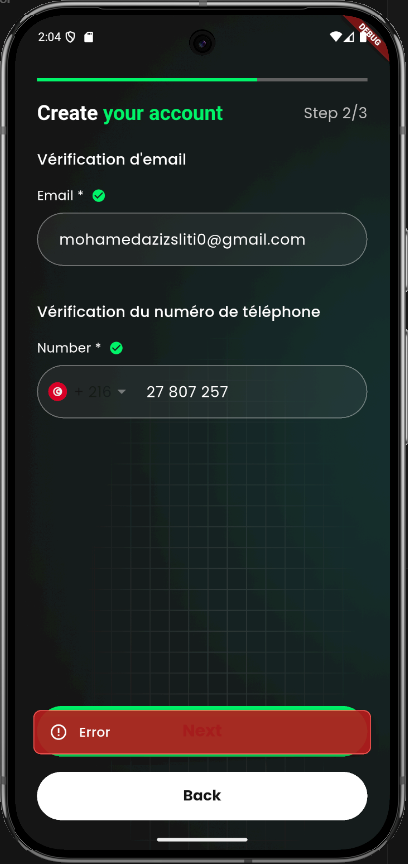 2:04
DEBUG
Create your account
Step 2/3
Vérification d'email
Email *
mohamedazizsliti0@gmail.com
Vérification du numéro de téléphone
Number *
+ 216 27 807 257
Error
Next
Back